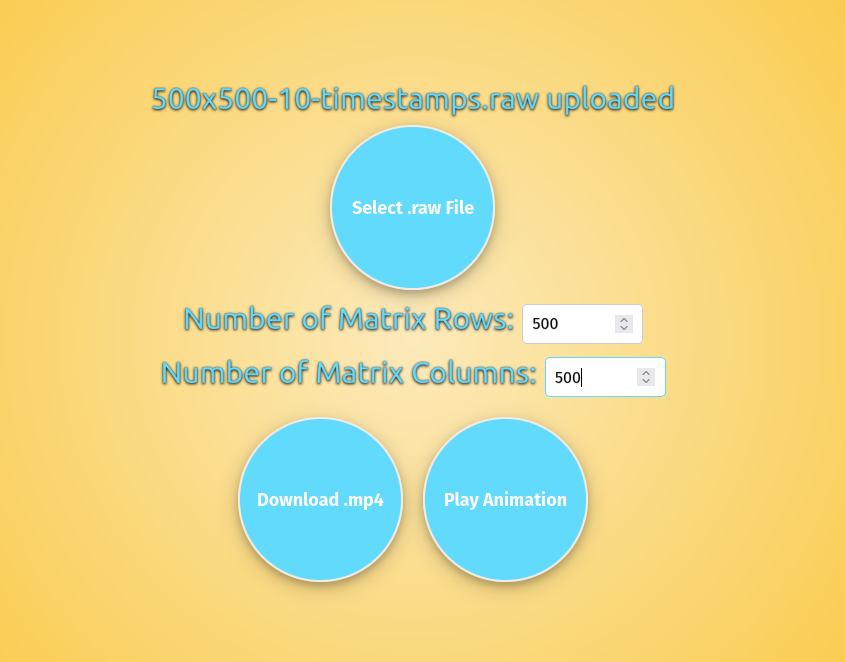 500x500-10-timestamps.raw uploaded
Select .raw File
Number of Matrix Rows: 500
Number of Matrix Columns: 500
Download .mp4 Play Animation